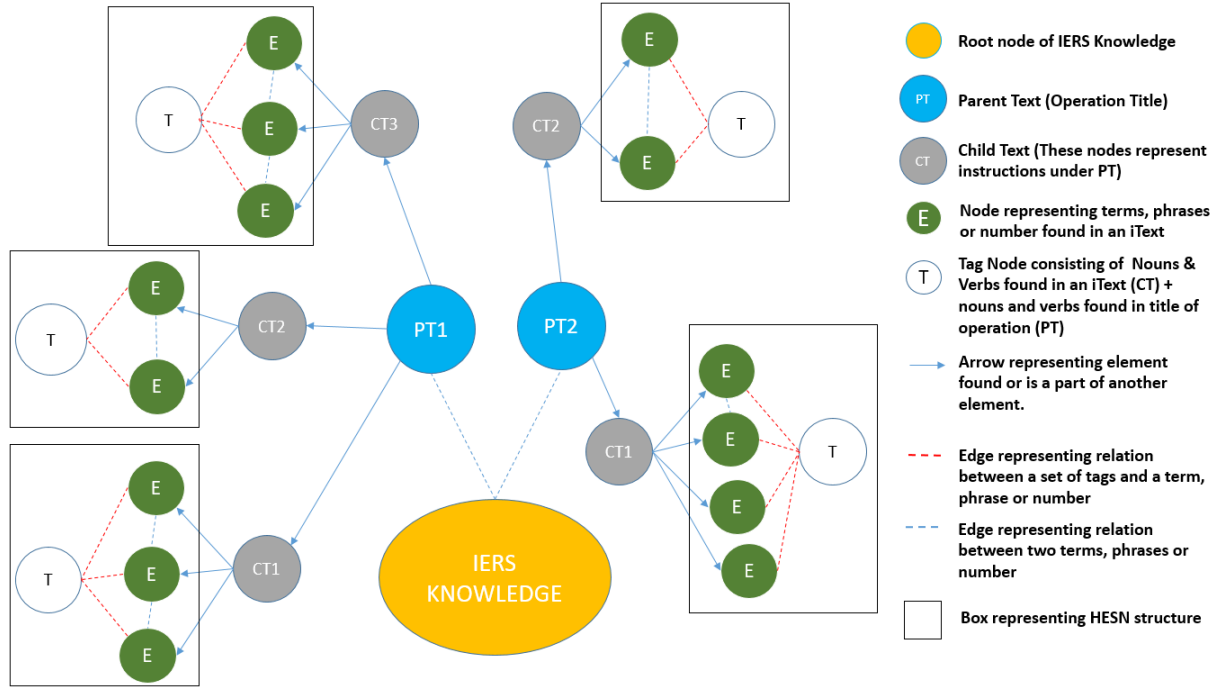 E
E
E
T
CT3
E
E
T
CT2
E
E
T
CT2
PT1
PT2
E
E
E
E
T
CT1
E
E
E
T
CT1
IERS
KNOWLEDGE
Root node of IERS Knowledge
PT
Parent Text (Operation Title)
CT
Child Text (These nodes represent
instructions under PT)
E
Node representing terms, phrases
or number found in an iText
T
Tag Node consisting of Nouns &
Verbs found in an iText (CT) +
nouns and verbs found in title of
operation (PT)
Arrow representing element
found or is a part of another
element.
Edge representing relation
between a set of tags and a term,
phrase or number
Edge representing relation
between two terms, phrases or
number
Box representing HESN structure